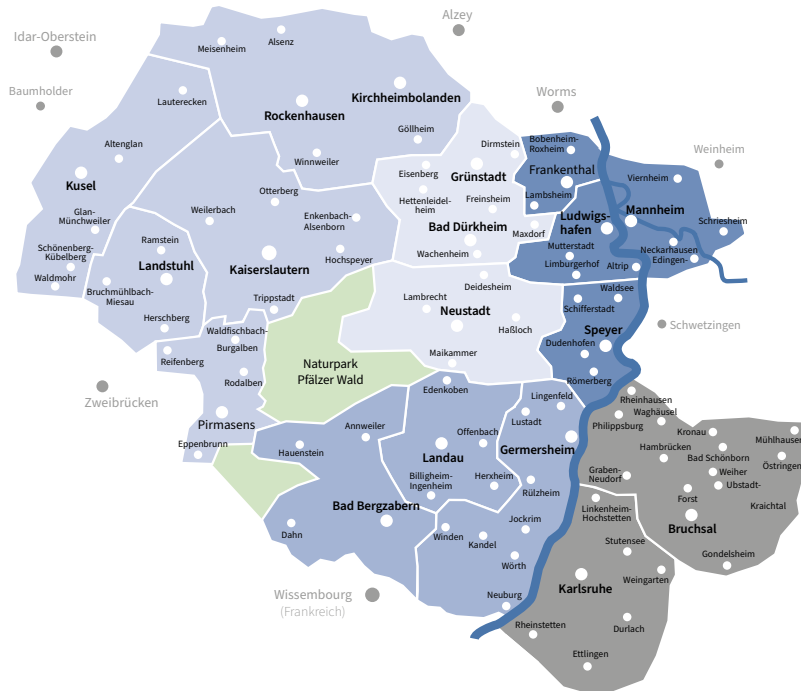 Alzey
Idar-Oberstein
Alsenz
Meisenheim
Baumholder
Lauterecken
Kirchheimbolanden
Rockenhausen
Worms
Göllheim
Bobenheim-
Roxheim
Dirmstein
Altenglan
Weinheim
Winnweiler
Eisenberg
Grünstadt
Frankenthal
Viernheim
Kusel
Otterberg
Hettenleidel-
heim
Freinsheim
Lambsheim
Glan-
Münchweiler
Weilerbach
Enkenbach-
Alsenborn
Bad Dürkheim
Maxdorf
Ludwigs-
hafen
Mannheim
Schriesheim
Schönenberg-
Kübelberg
Ramstein
Landstuhl
Kaiserslautern
Hochspeyer
Wachenheim
Mutterstadt
Limburgerhof
Altrip
Neckarhausen
Edingen-
Waldmohr
Bruchmühlbach-
Miesau
Trippstadt
Deidesheim
Lambrecht
Neustadt
Haßloch
Waldsee
Schifferstadt
Herschberg
Waldfischbach-
Burgalben
Speyer
Schwetzingen
Dudenhofen
Reifenberg
Rodalben
Naturpark
Pfälzer Wald
Maikammer
Edenkoben
Römerberg
Zweibrücken
Lingenfeld
Rheinhausen
Waghäusel
Philippsburg
Pirmasens
Annweiler
Lustadt
Offenbach
Kronau
Mühlhausen
Eppenbrunn
Hauenstein
Landau
Germersheim
Hambrücken
Bad Schönborn
Östringen
Billigheim-
Ingenheim
Herxheim
Rülzheim
Graben-
Neudorf
Weiher
Ubstadt-
Forst
Kraichtal
Bad Bergzabern
Linkenheim-
Hochstetten
Bruchsal
Dahn
Winden
Jockrim
Kandel
Stutensee
Gondelsheim
Wörth
Weingarten
Wissembourg
(Frankreich)
Neuburg
Karlsruhe
Rheinstetten
Durlach
Ettlingen